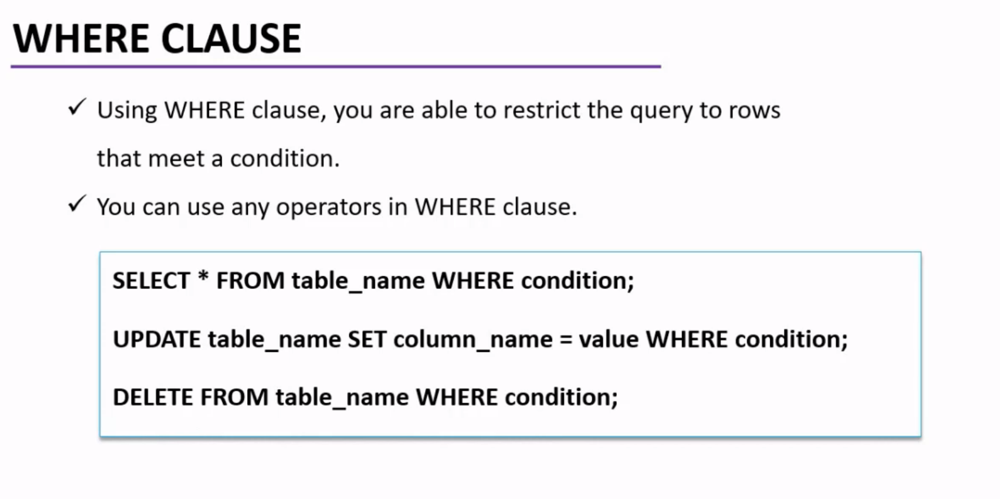 WHERE CLAUSE
✓ Using WHERE clause, you are able to restrict the query to rows
that meet a condition.
✓ You can use any operators in WHERE clause.
SELECT * FROM table_name WHERE condition;
UPDATE table_name SET column_name = value WHERE condition;
DELETE FROM table_name WHERE condition;